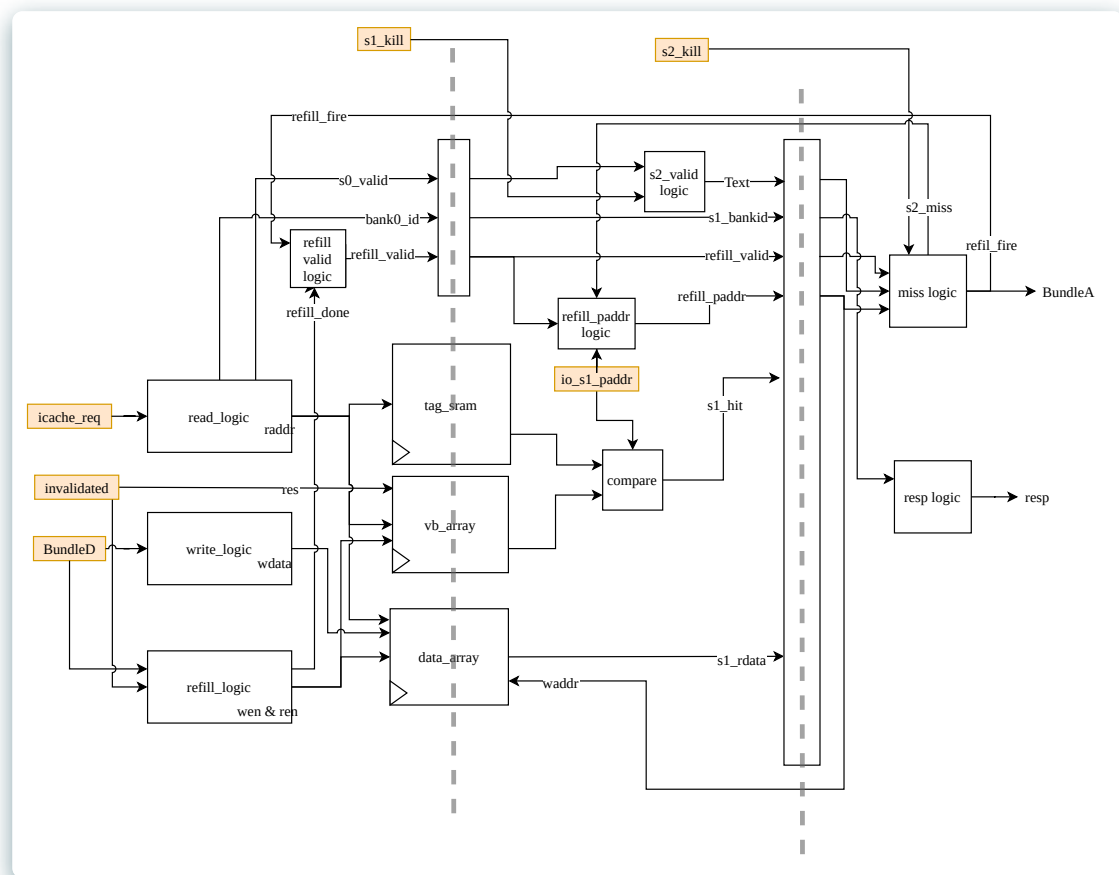 s1_kill
s2_kill
refill_fire
s0_valid
s2_valid
logic
Text
bank0_id
s1_bankid
s2_miss
refill
valid
logic
refill_valid
refill_valid
refil_fire
miss logic
BundleA
refill_done
refill_paddr
refill_paddr
logic
io_s1_paddr
icache_req
read_logic
raddr
tag_sram
s1_hit
compare
invalidated
res
resp logic
resp
vb_array
BundleD
write_logic
wdata
data_array
s1_rdata
waddr
refill_logic
wen & ren